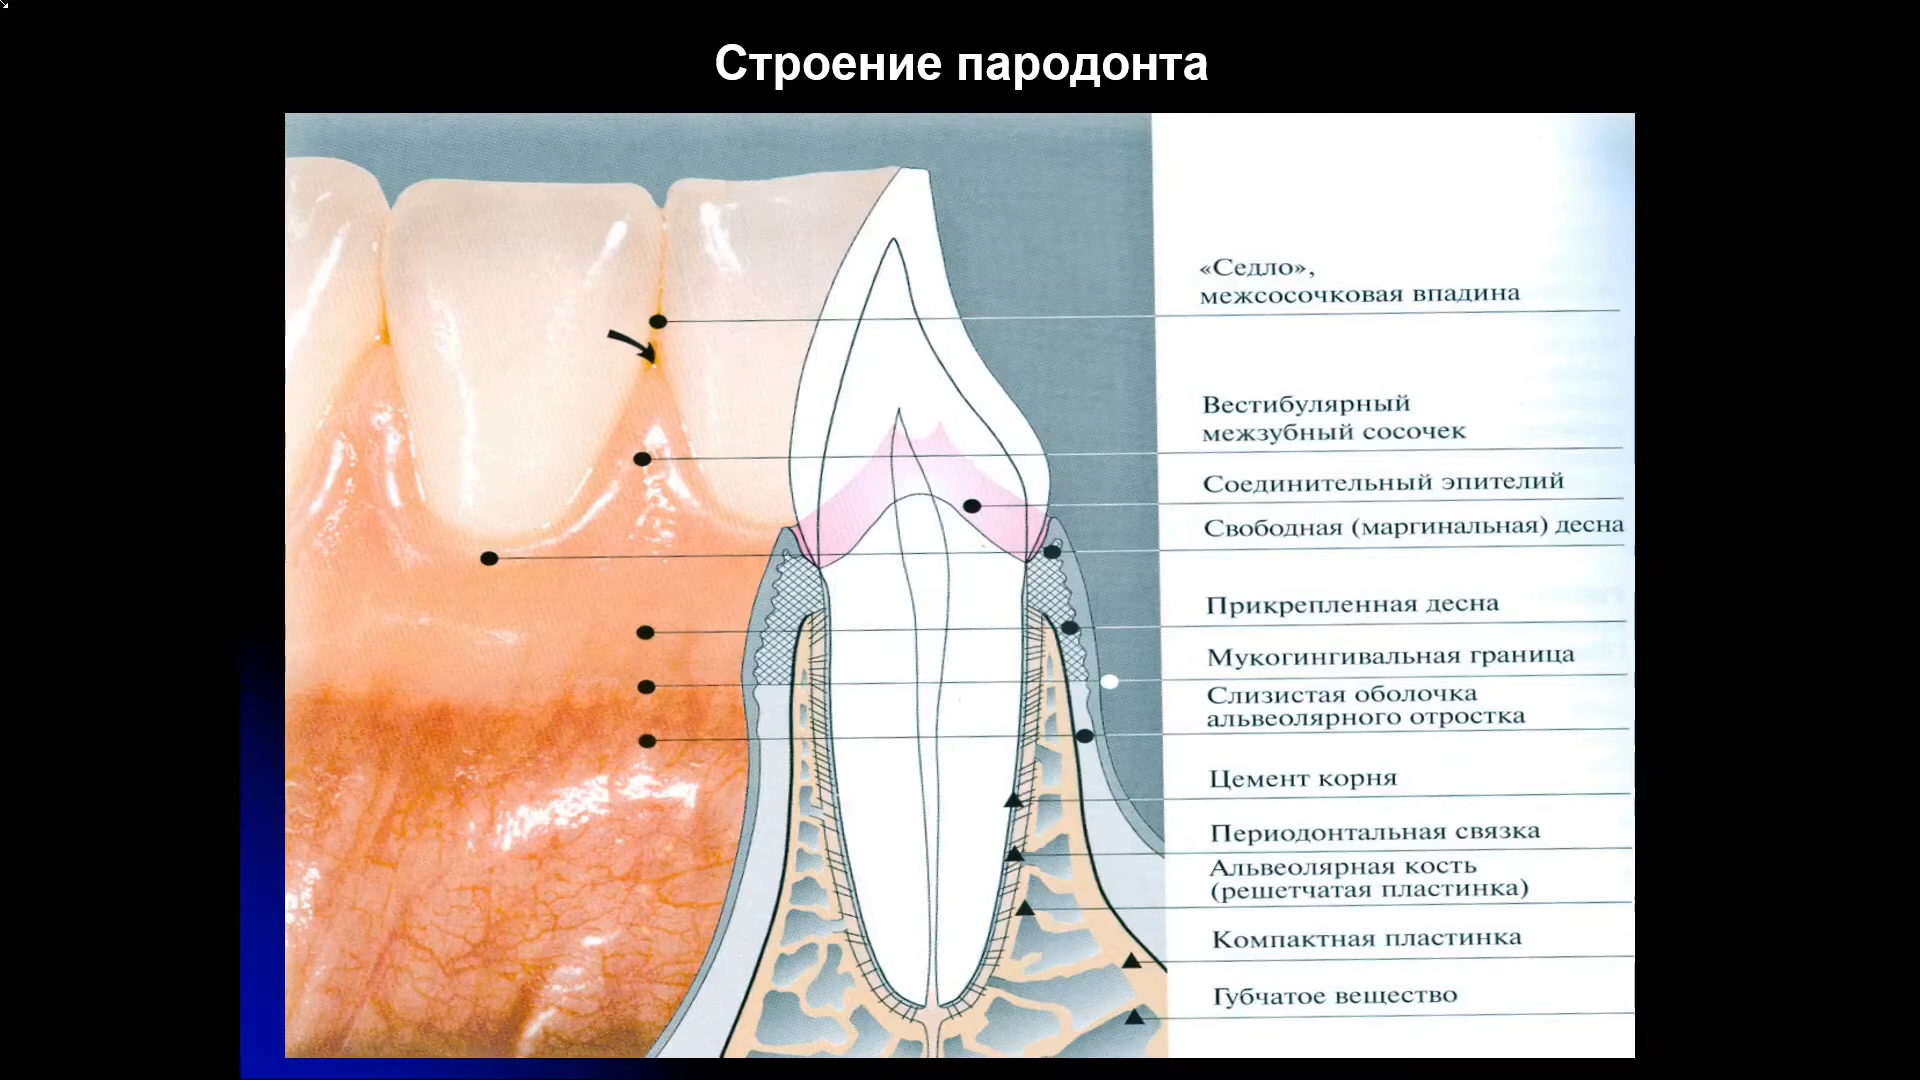 Строение пародонта
«Седло»,
межсосочковая впадина
Вестибулярный
межзубный сосочек
Соединительный эпителий
Свободная (маргинальная) десна
Прикрепленная десна
Мукогингивальная граница
Слизистая оболочка
альвеолярного отростка
Цемент корня
Периодонтальная связка
Альвеолярная кость
(решетчатая пластинка)
Компактная пластинка
Губчатое вещество